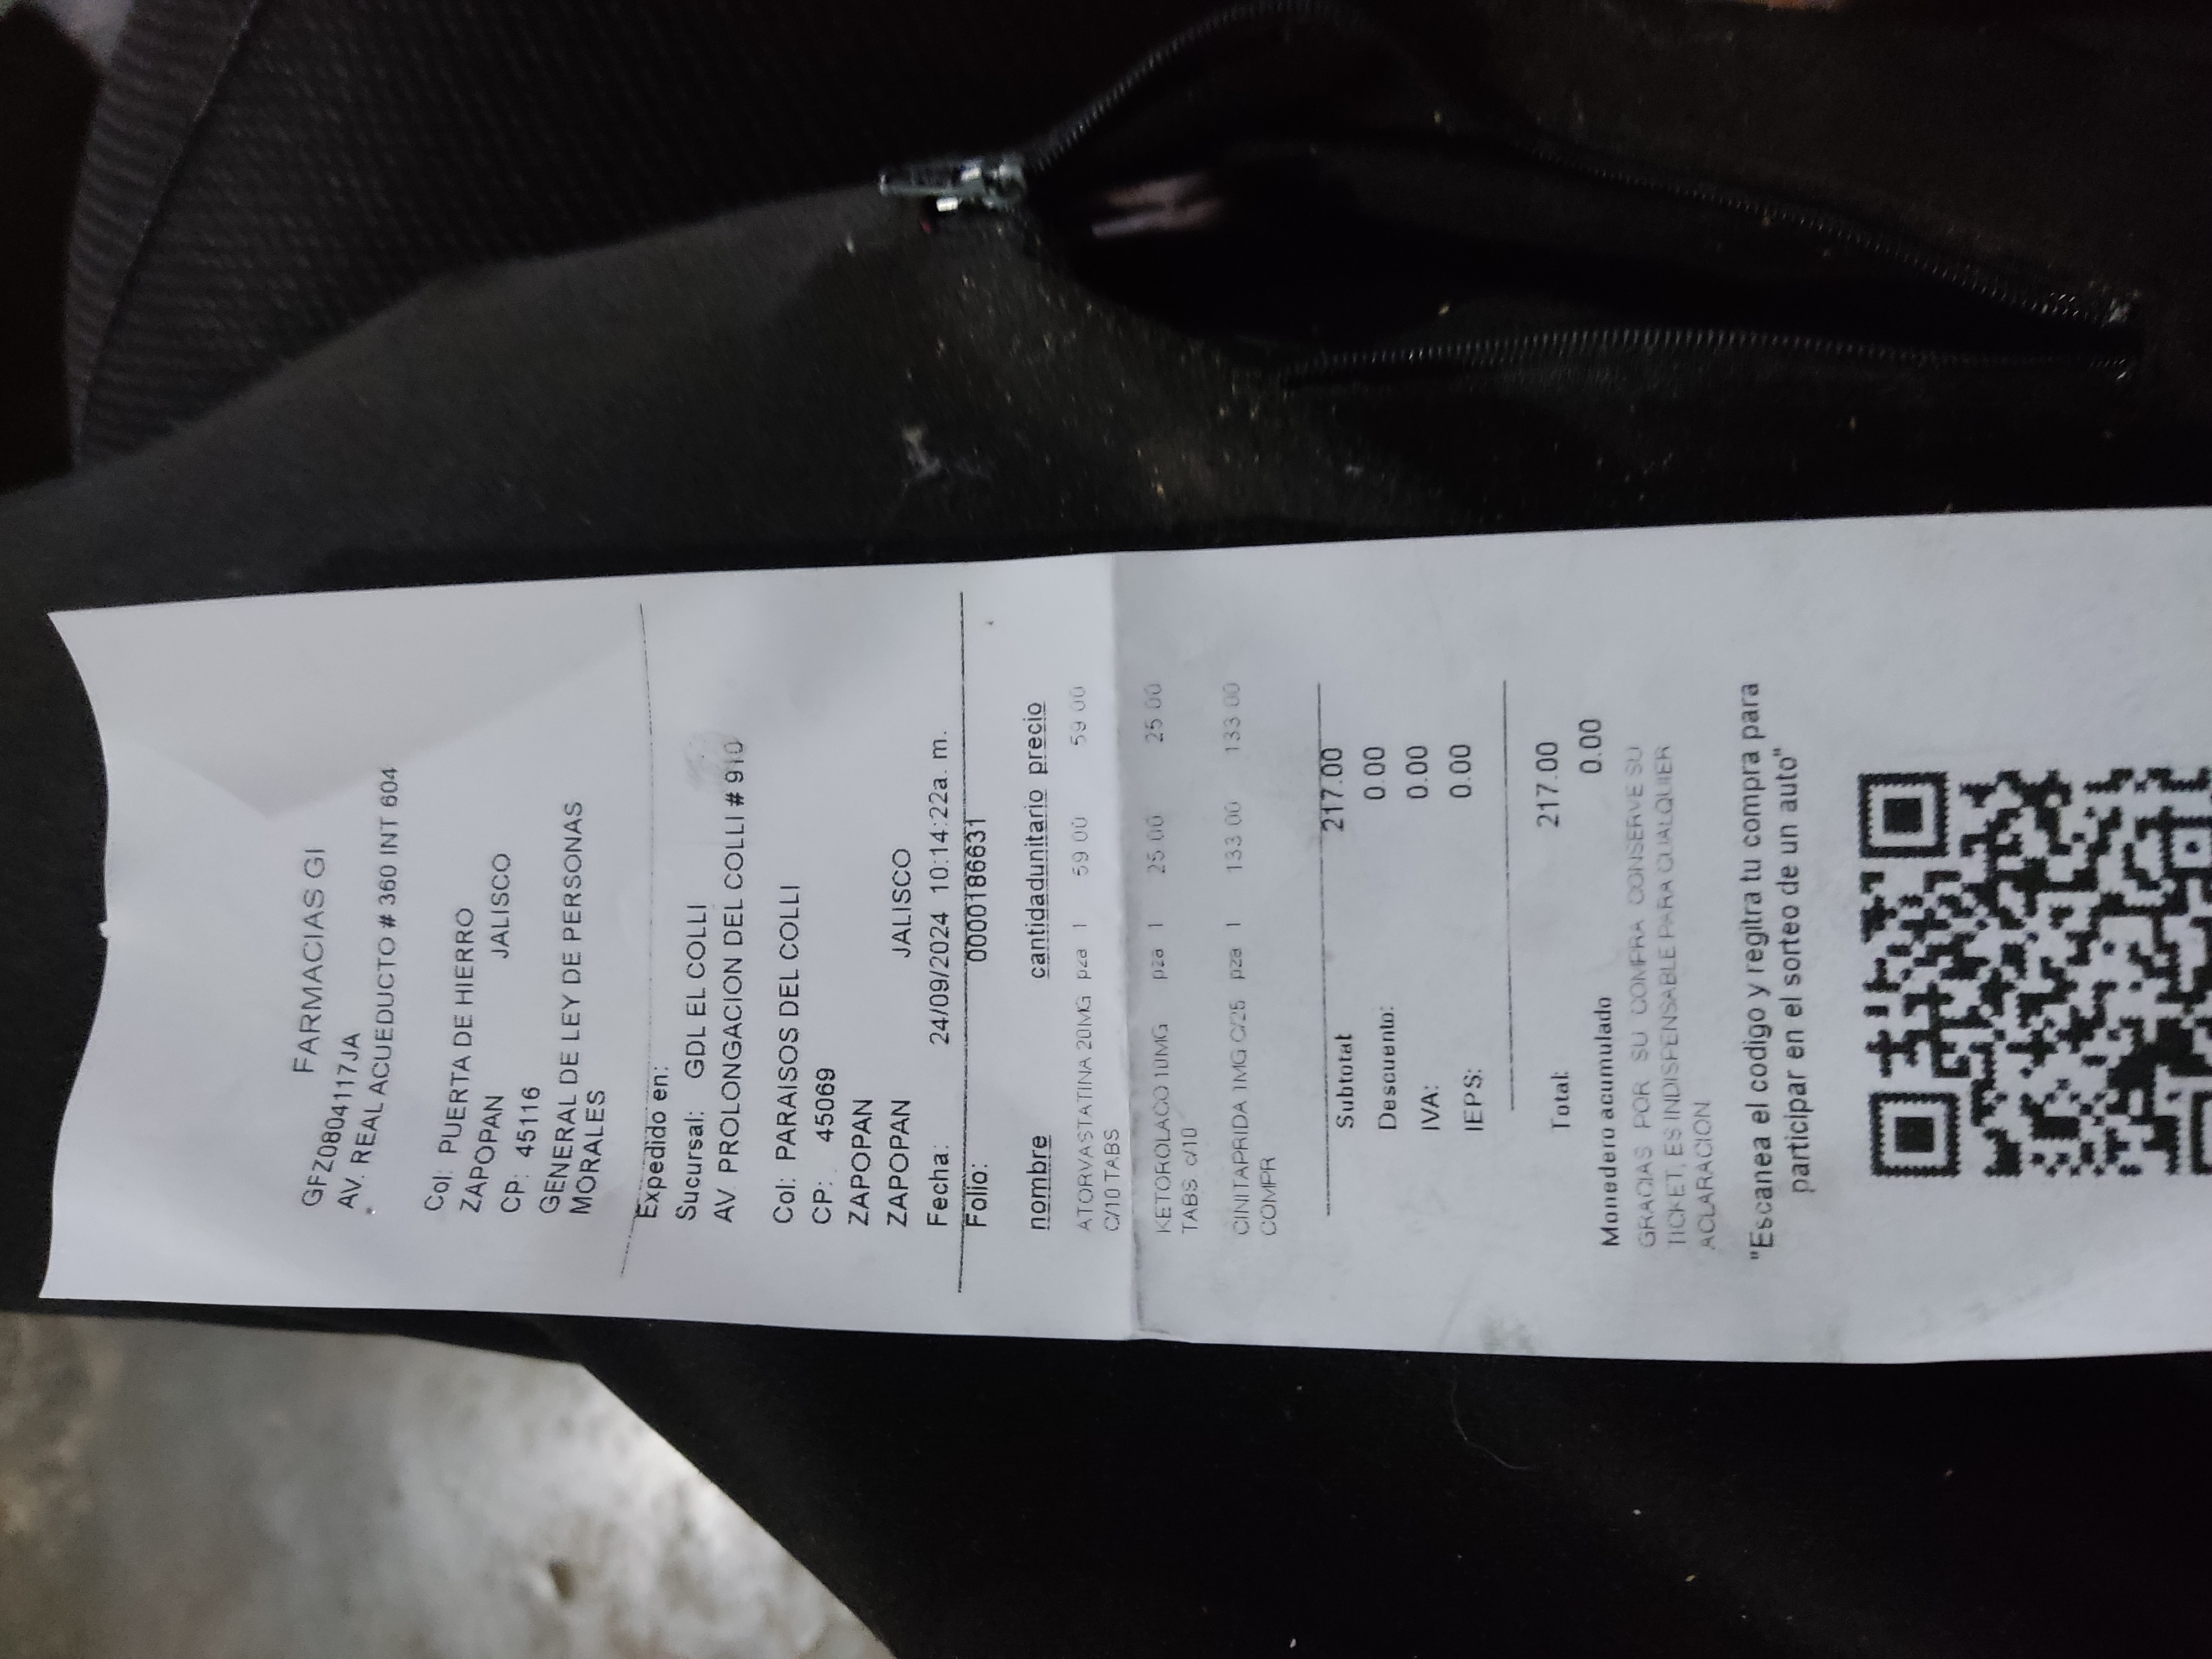 FARMACIAS GI
GFZ0804117JA
AV. REAL ACUEDUCTO # 360 INT 604
Col: PUERTA DE HIERRO
ZAPOPAN
CP: 45116 JALISCO
GENERAL DE LEY DE PERSONAS
MORALES
Expedido en:
Sucursal: GDL EL COLLI
AV PROLONGACION DEL COLLI # 910
Col: PARAISOS DEL COLLI
CP: 45069
ZAPOPAN
ZAPOPAN JALISCO
Fecha: 24/09/2024 10:14:22a. m.
Folio: 0000186631
nombre cantidadunitario precio
ATORVASTATINA 20MG pza 1 59 00 59 00
C/10 TABS
KETOROLACO 10MG pza 1 25 00 25 00
TABS c/10
CINITAPRIDA 1MG C/25 pza 1 133 00 133 00
COMPR
Subtotat 217.00
Descuento: 0.00
IVA: 0.00
IEPS: 0.00
Total: 217.00
Monedero acumulado 0.00
GRACIAS POR SU COMPRA CONSERVE SU
TICKET, ES INDISPENSABLE PARA CUALQUIER
ACLARACION
"Escanea el codigo y regitra tu compra para
participar en el sorteo de un auto"